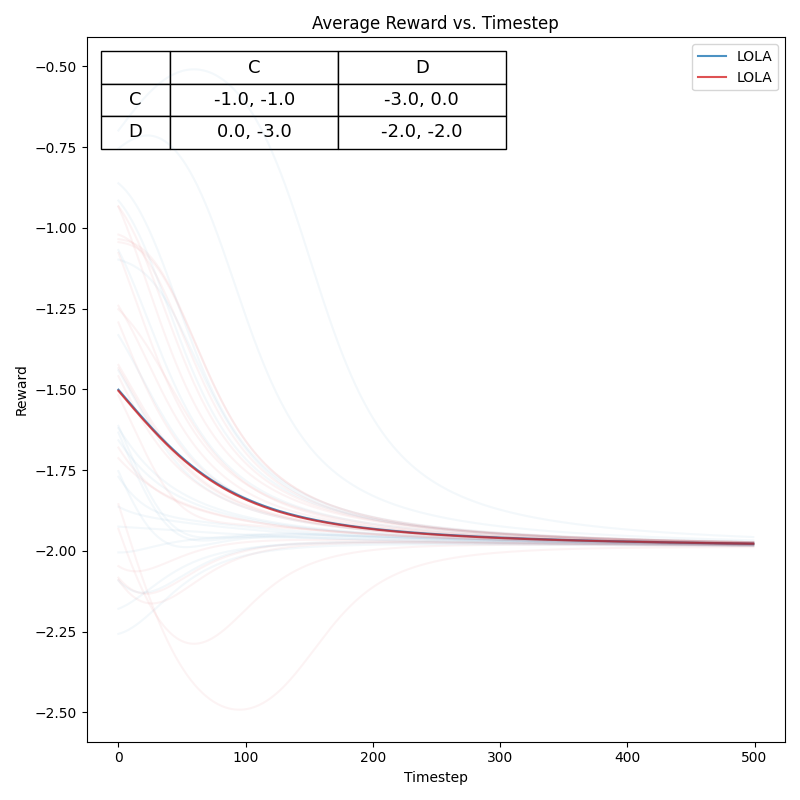 Average Reward vs. Timestep
C D
C -1.0, -1.0 -3.0, 0.0
D 0.0, -3.0 -2.0, -2.0
LOLA
LOLA
−0.50
−0.75
−1.00
−1.25
−1.50
−1.75
−2.00
−2.25
−2.50
Reward
0 100 200 300 400 500
Timestep